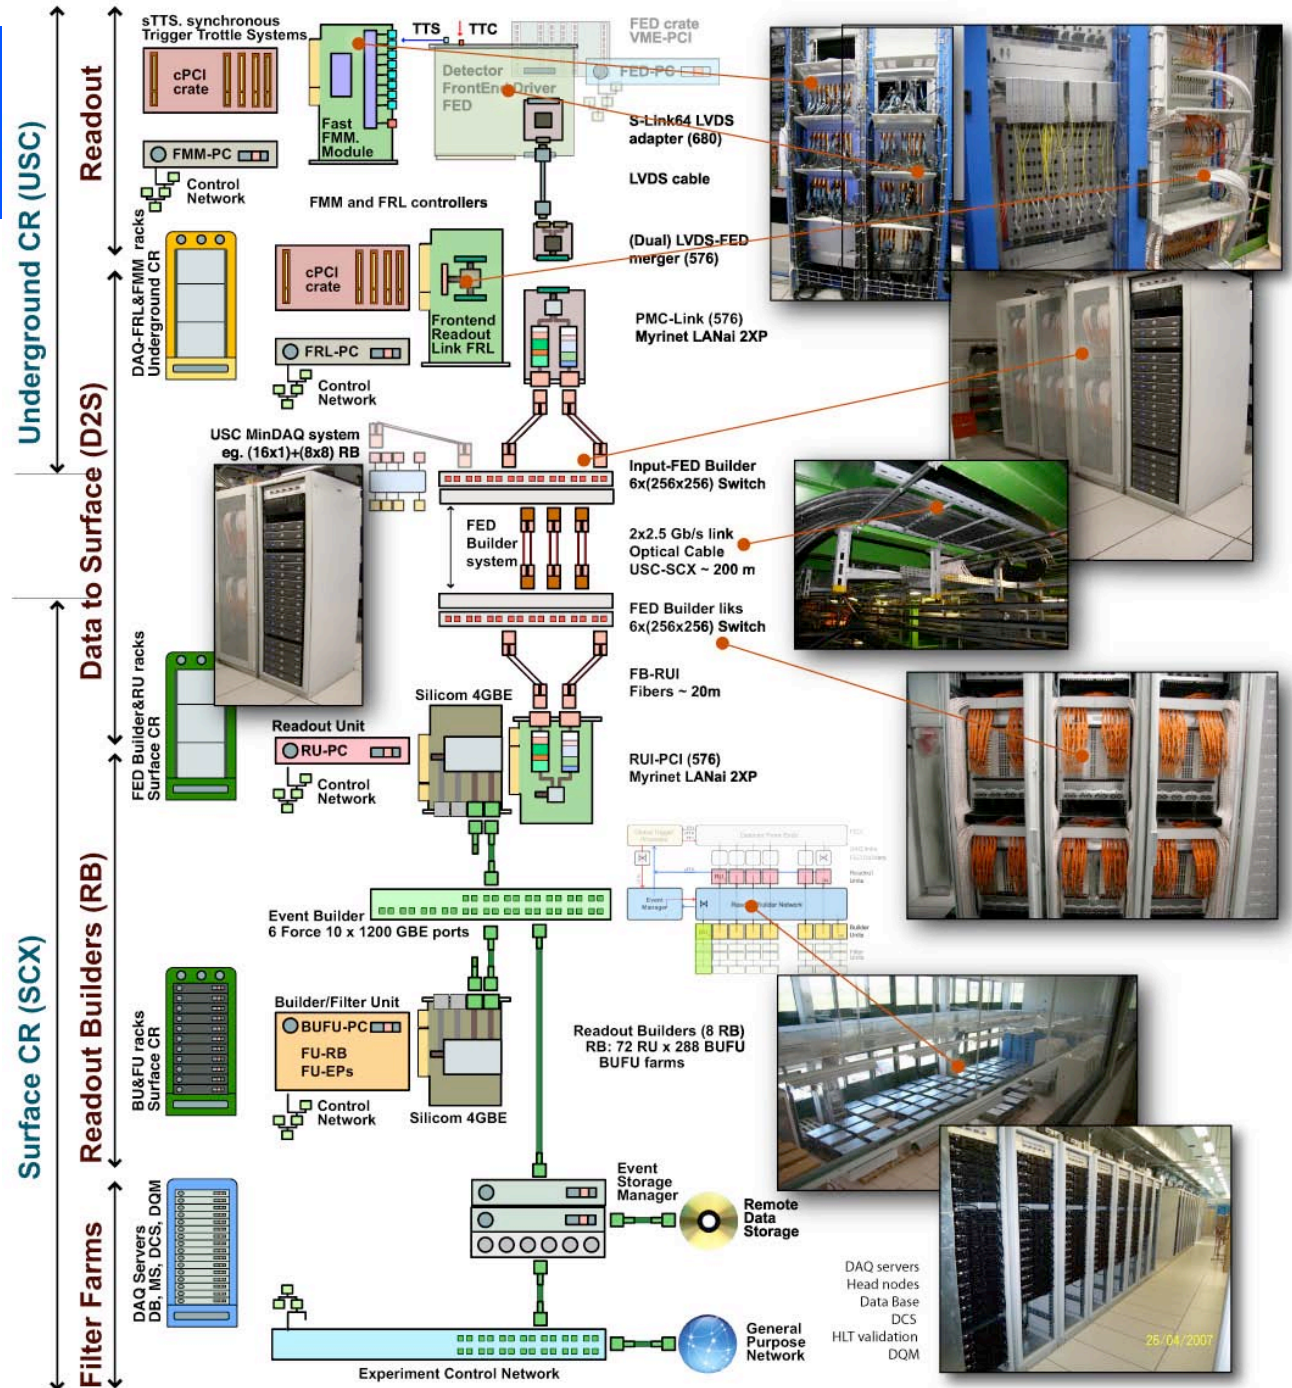 sTTS. synchronous
Trigger Trottle Systems
cPCI
crate
Fast
FMM.
Module
TTS
TTC
Detector
FrontEnd Driver
FED
FED crate
VME-PCI
FED-PC
FMM-PC
Control
Network
S-Link64 LVDS
adapter (680)
LVDS cable
FMM and FRL controllers
(Dual) LVDS-FED
merger (576)
cPCI
crate
Frontend
Readout
Link FRL
FRL-PC
Control
Network
PMC-Link (576)
Myrinet LANai 2XP
USC MinDAQ system
eg. (16x1)+(8x8) RB
Input-FED Builder
6x(256x256) Switch
FED
Builder
system
2x2.5 Gb/s link
Optical Cable
USC-SCX ~ 200 m
FED Builder liks
6x(256x256) Switch
FB-RUI
Fibers ~ 20m
Silicom 4GBE
Readout Unit
RU-PC
Control
Network
RUI-PCI (576)
Myrinet LANai 2XP
Event Builder
6 Force 10 x 1200 GBE ports
Event
Manager
Readout
Units
Builder
Units
Filter
Units
Builder/Filter Unit
BUFU-PC
FU-RB
FU-EPs
Control
Network
Silicom 4GBE
Readout Builders (8 RB)
RB: 72 RU x 288 BUFU
BUFU farms
Event
Storage
Manager
Remote
Data
Storage
General
Purpose
Network
Experiment Control Network
DAQ servers
Head nodes
Data Base
DCS
HLT validation
DQM
26/04/2007
Underground CR (USC)
Surface CR (SCX)
Readout
Data to Surface (D2S)
Readout Builders (RB)
Filter Farms
DAQ-FRL&FMM racks
Underground CR
FED Builder&RU racks
Surface CR
BU&FU racks
Surface CR
DAQ Servers
DB, MS, DCS, DQM